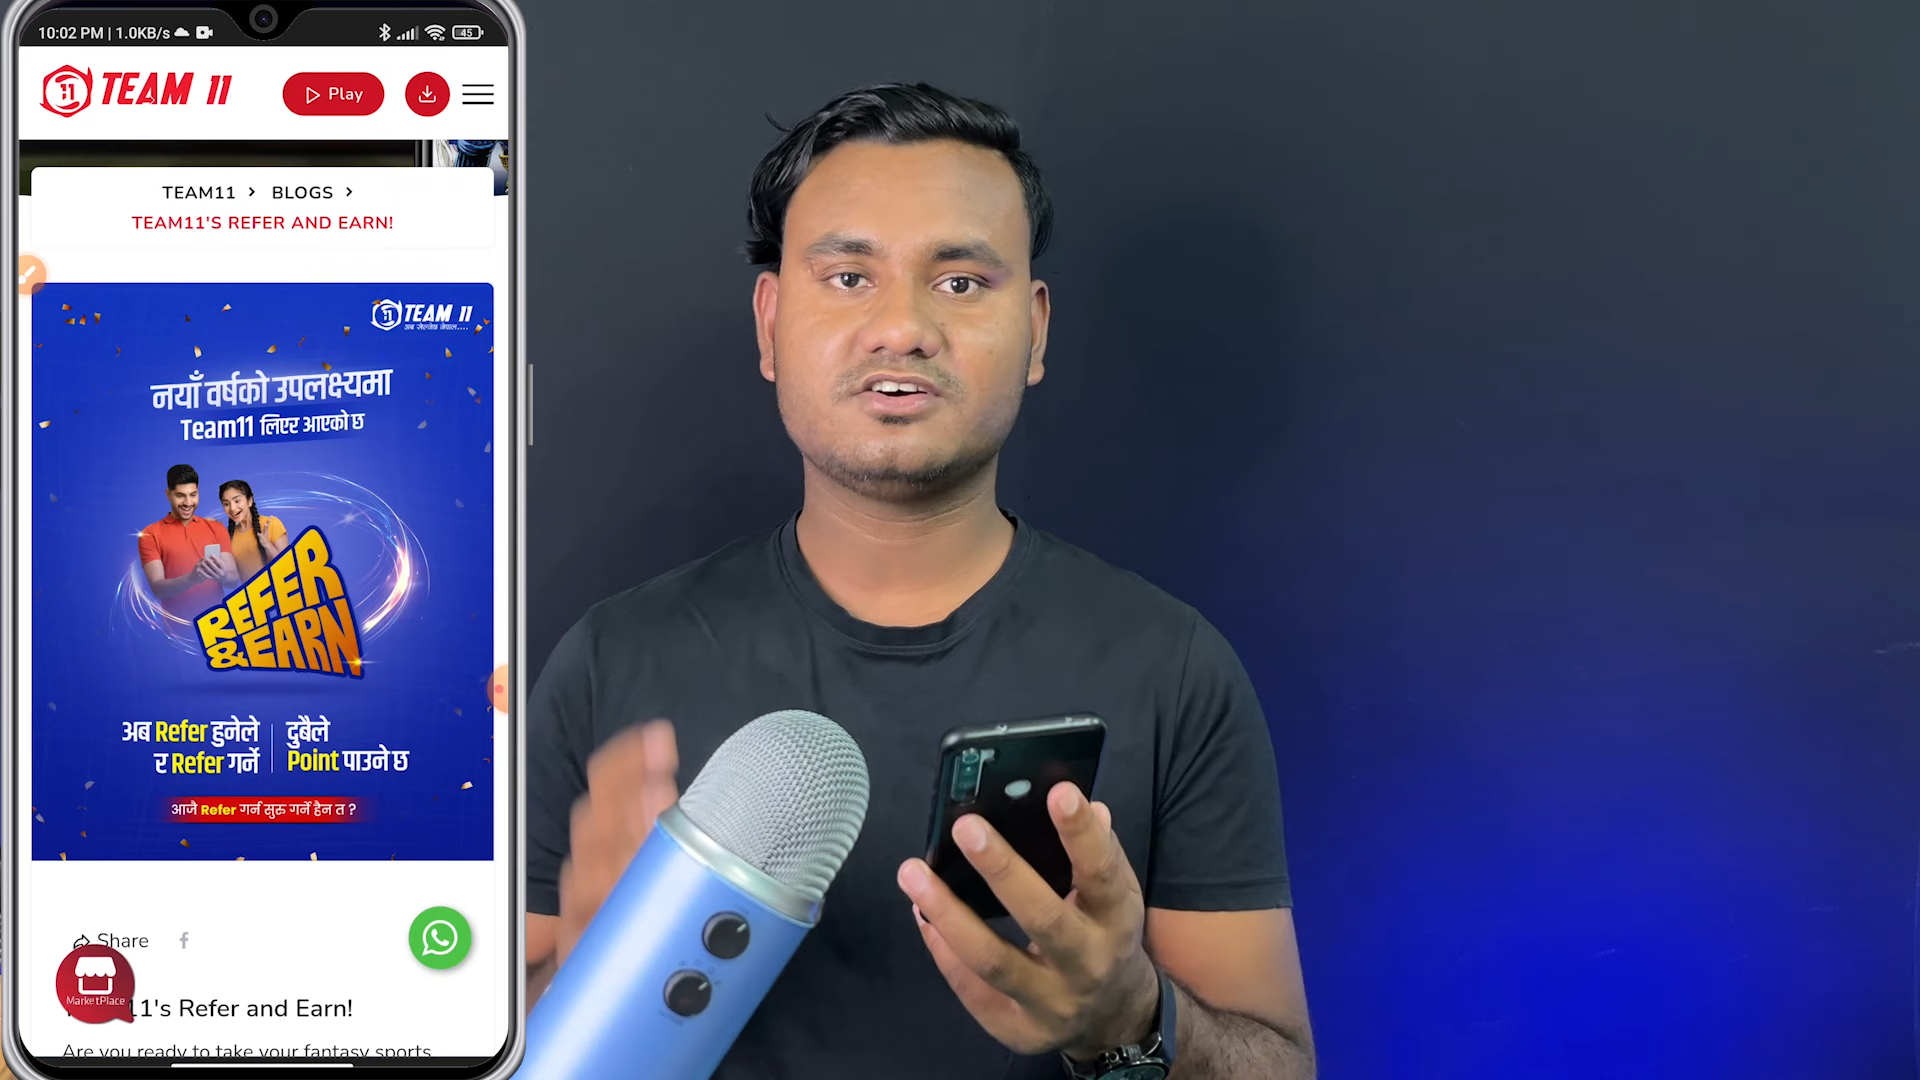 10:02 PM | 1.0KB/s
45
TEAM 11
Play
TEAM11 > BLOGS >
TEAM11'S REFER AND EARN!
TEAM 11
अब खेल्नेछ नेपाल....
नयाँ वर्षको उपलक्ष्यमा
Team11 लिएर आएको छ
REFER
& EARN
अब Refer हुनेले
र Refer गर्ने
दुबैले
Point पाउने छ
आजै Refer गर्न सुरु गर्ने हैन त ?
Share
MarketPlace
11's Refer and Earn!
Are you ready to take your fantasy sports